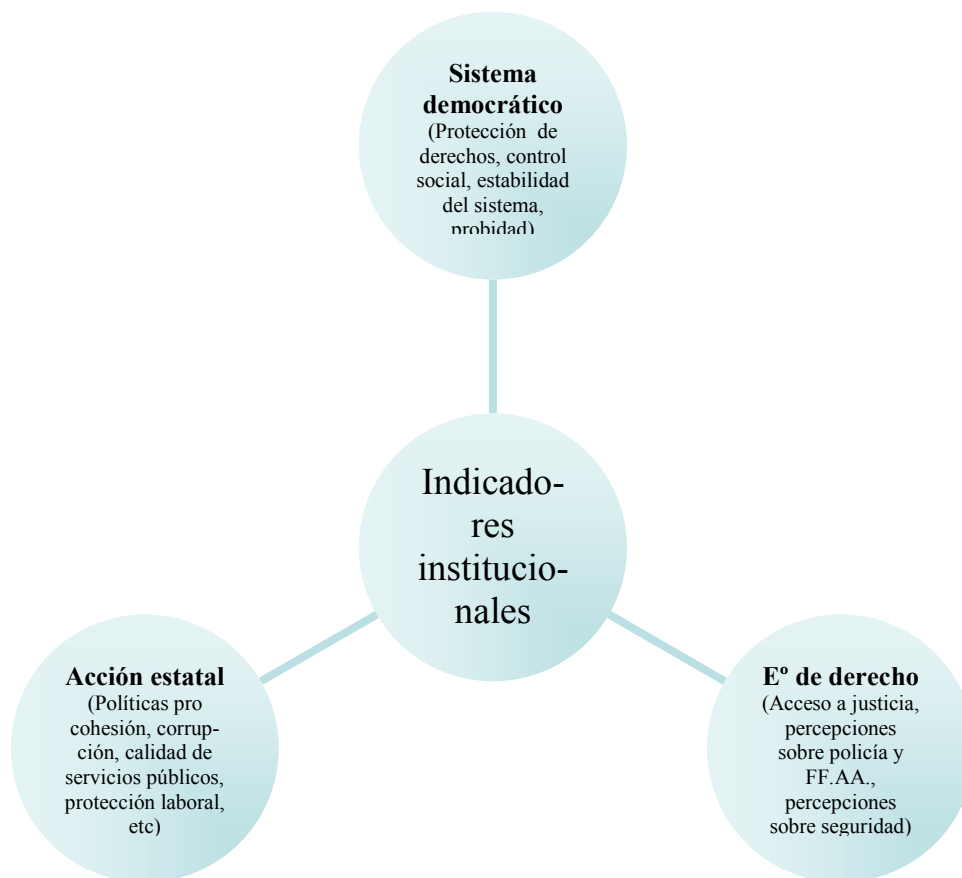 Sistema
democrático
(Protección de
derechos, control
social, estabilidad
del sistema,
probidad)
Indicado-
res
institucio-
nales
Acción estatal
(Políticas pro
cohesión, corrup-
ción, calidad de
servicios públicos,
protección laboral,
etc)
Eº de derecho
(Acceso a justicia,
percepciones
sobre policía y
FF.AA.,
percepciones
sobre seguridad)